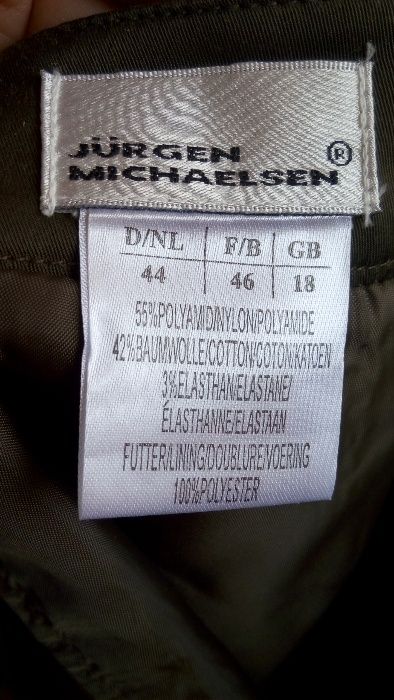 JÜRGEN ®
MICHAELSEN
D/NL F/B GB
44 46 18
55%POLYAMID/NYLON/POLYAMIDE
42%BAUMWOLLE/COTTON/COTON/KATOEN
3%ELASTHAN/ELASTANE/
ÉLASTHANNE/ELASTAAN
FUTTER/LINING/DOUBLURE/VOERING
100%POLYESTER